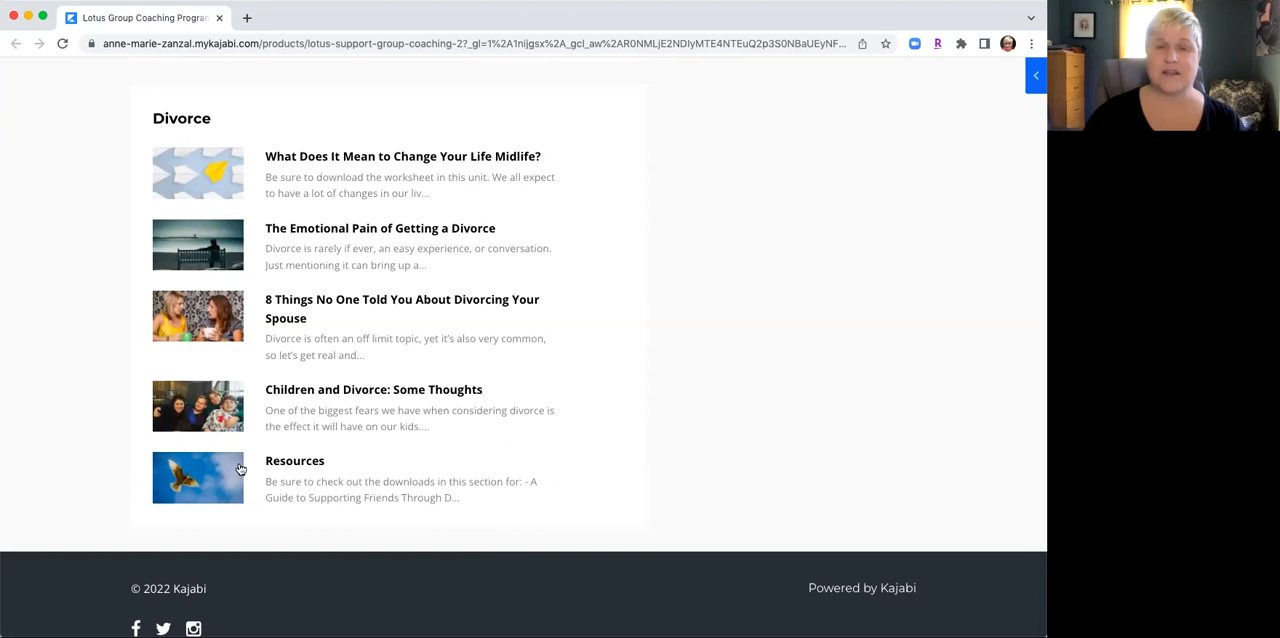 Lotus Group Coaching Program
anne-marie-zanzal.mykajabi.com/products/lotus-support-group-coaching-2?_gl=1%2A1nijgsx%2A_gcl_aw%2AR0NMLjE2NDIyMTE4NTEuQ2p3S0NBaUEyNF...
R
Divorce
What Does It Mean to Change Your Life Midlife?
Be sure to download the worksheet in this unit. We all expect
to have a lot of changes in our liv...
The Emotional Pain of Getting a Divorce
Divorce is rarely if ever, an easy experience, or conversation.
Just mentioning it can bring up a...
8 Things No One Told You About Divorcing Your
Spouse
Divorce is often an off limit topic, yet it's also very common,
so let's get real and...
Children and Divorce: Some Thoughts
One of the biggest fears we have when considering divorce is
the effect it will have on our kids....
Resources
Be sure to check out the downloads in this section for: - A
Guide to Supporting Friends Through D...
© 2022 Kajabi
Powered by Kajabi